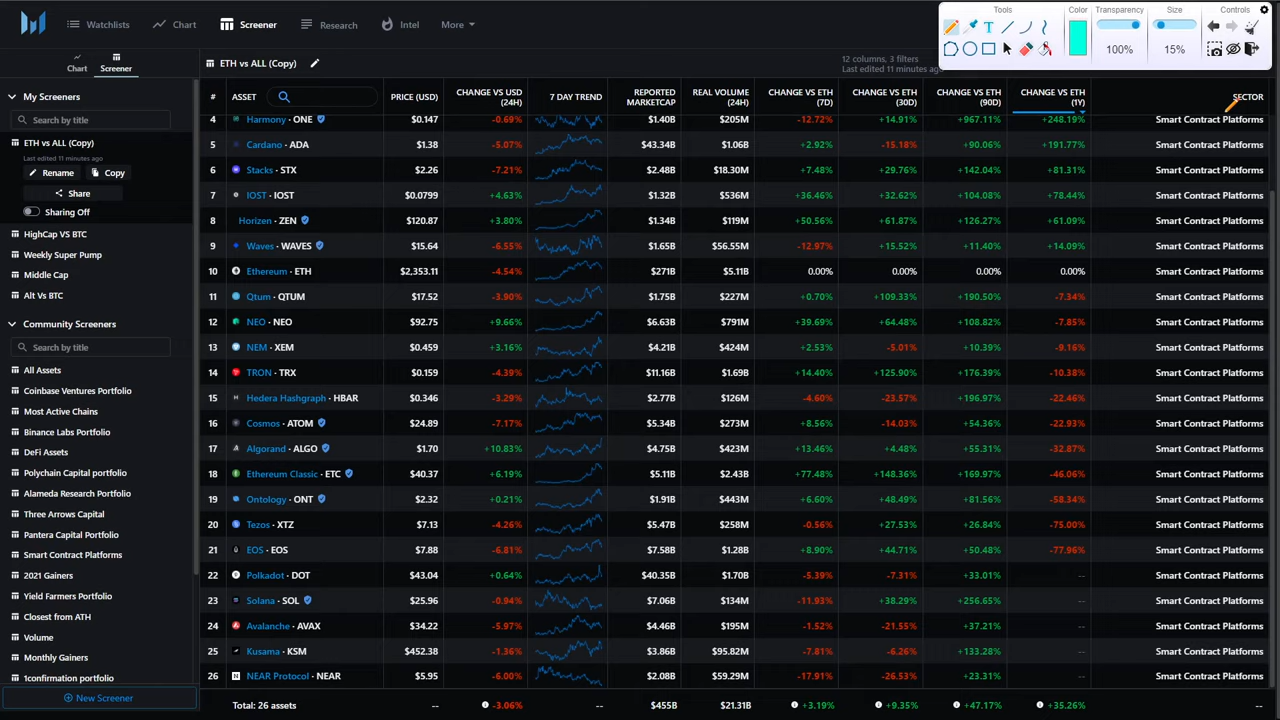 Watchlists Chart Screener Research Intel More
Tools Color Transparency Size Controls
T
100% 15%
Chart Screener
ETH vs ALL (Copy)
12 columns, 3 filters
Last edited 11 minutes ago
My Screeners
Search by title
ETH vs ALL (Copy)
Last edited 11 minutes ago
Rename Copy
Share
Sharing Off
HighCap VS BTC
Weekly Super Pump
Middle Cap
Alt Vs BTC
Community Screeners
Search by title
All Assets
Coinbase Ventures Portfolio
Most Active Chains
Binance Labs Portfolio
DeFi Assets
Polychain Capital portfolio
Alameda Research Portfolio
Three Arrows Capital
Pantera Capital Portfolio
Smart Contract Platforms
2021 Gainers
Yield Farmers Portfolio
Closest from ATH
Volume
Monthly Gainers
1confirmation portfolio
New Screener
# ASSET PRICE (USD) CHANGE VS USD (24H) 7 DAY TREND REPORTED MARKETCAP REAL VOLUME (24H) CHANGE VS ETH (7D) CHANGE VS ETH (30D) CHANGE VS ETH (90D) CHANGE VS ETH (1Y) SECTOR
4 Harmony · ONE $0.147 -0.69% $1.40B $205M -12.72% +14.91% +967.11% +248.19% Smart Contract Platforms
5 Cardano · ADA $1.38 -5.07% $43.34B $1.06B +2.92% -15.18% +90.06% +191.77% Smart Contract Platforms
6 Stacks · STX $2.26 -7.21% $2.48B $18.30M +7.48% +29.76% +142.04% +81.31% Smart Contract Platforms
7 IOST · IOST $0.0799 +4.63% $1.32B $536M +36.46% +32.62% +104.08% +78.44% Smart Contract Platforms
8 Horizen · ZEN $120.87 +3.80% $1.34B $119M +50.56% +61.87% +126.27% +61.09% Smart Contract Platforms
9 Waves · WAVES $15.64 -6.55% $1.65B $56.55M -12.97% +15.52% +11.40% +14.09% Smart Contract Platforms
10 Ethereum · ETH $2,353.11 -4.54% $271B $5.11B 0.00% 0.00% 0.00% 0.00% Smart Contract Platforms
11 Qtum · QTUM $17.52 -3.90% $1.75B $227M +0.70% +109.33% +190.50% -7.34% Smart Contract Platforms
12 NEO · NEO $92.75 +9.66% $6.63B $791M +39.69% +64.48% +108.82% -7.85% Smart Contract Platforms
13 NEM · XEM $0.459 +3.16% $4.21B $424M +2.53% -5.01% +10.39% -9.16% Smart Contract Platforms
14 TRON · TRX $0.159 -4.39% $11.16B $1.69B +14.40% +125.90% +176.39% -10.38% Smart Contract Platforms
15 Hedera Hashgraph · HBAR $0.346 -3.29% $2.77B $126M -4.60% -23.57% +196.97% -22.46% Smart Contract Platforms
16 Cosmos · ATOM $24.89 -7.17% $5.34B $273M +8.56% -14.03% +54.36% -22.93% Smart Contract Platforms
17 Algorand · ALGO $1.70 +10.83% $4.75B $423M +13.46% +4.48% +55.31% -32.87% Smart Contract Platforms
18 Ethereum Classic · ETC $40.37 +6.19% $5.11B $2.43B +77.48% +148.36% +169.97% -46.06% Smart Contract Platforms
19 Ontology · ONT $2.32 +0.21% $1.91B $443M +6.60% +48.49% +81.56% -58.34% Smart Contract Platforms
20 Tezos · XTZ $7.13 -4.26% $5.47B $258M -0.56% +27.53% +26.84% -75.00% Smart Contract Platforms
21 EOS · EOS $7.88 -6.81% $7.58B $1.28B +8.90% +44.71% +50.48% -77.96% Smart Contract Platforms
22 Polkadot · DOT $43.04 +0.64% $40.35B $1.70B -5.39% -7.31% +33.01% -- Smart Contract Platforms
23 Solana · SOL $25.96 -0.94% $7.06B $134M -11.93% +38.29% +256.65% -- Smart Contract Platforms
24 Avalanche · AVAX $34.22 -5.97% $4.46B $195M -1.52% -21.55% +37.21% -- Smart Contract Platforms
25 Kusama · KSM $452.38 -1.36% $3.86B $95.82M -7.81% -6.26% +133.28% -- Smart Contract Platforms
26 NEAR Protocol · NEAR $5.95 -6.00% $2.08B $59.29M -17.91% -26.53% +23.31% -- Smart Contract Platforms
Total: 26 assets -- -3.06% -- $455B $21.31B +3.19% +9.35% +47.17% +35.26% --